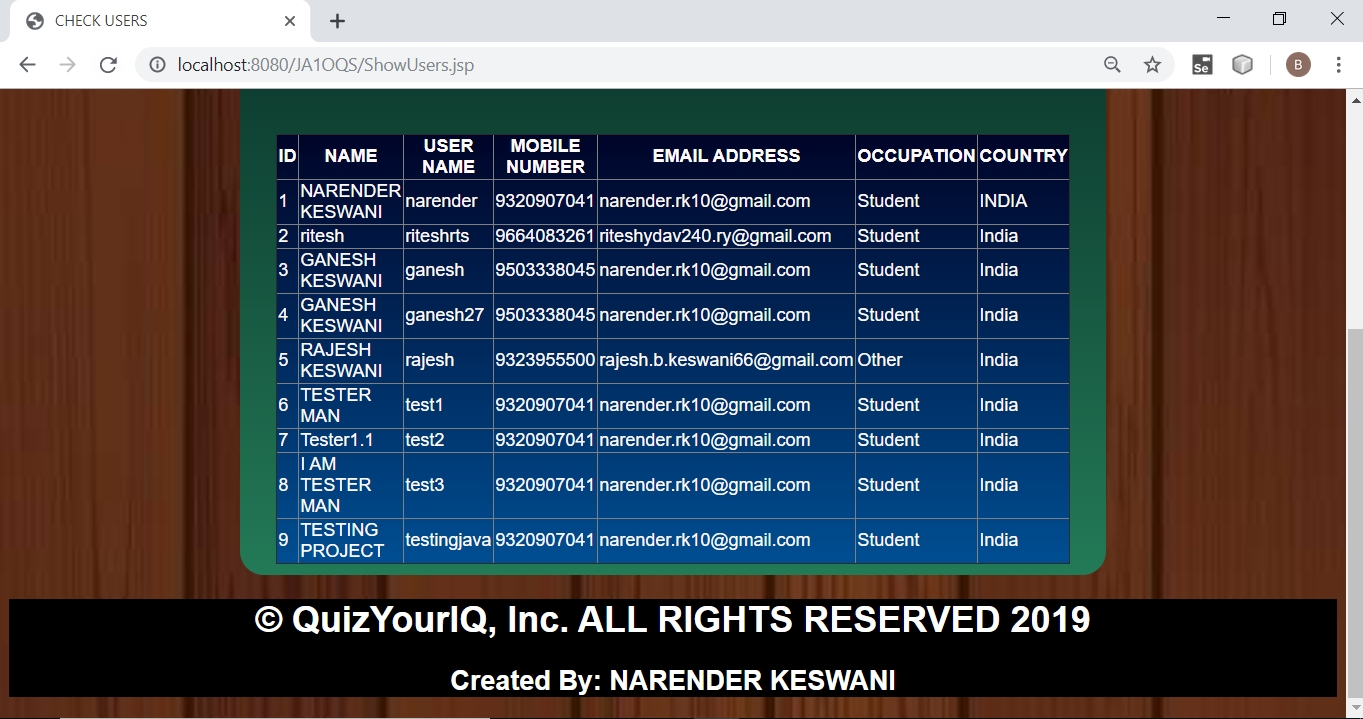 CHECK USERS
localhost:8080/JA1OQS/ShowUsers.jsp
Se
B
ID NAME USER NAME MOBILE NUMBER EMAIL ADDRESS OCCUPATION COUNTRY
1 NARENDER KESWANI narender 9320907041 narender.rk10@gmail.com Student INDIA
2 ritesh riteshrts 9664083261 riteshydav240.ry@gmail.com Student India
3 GANESH KESWANI ganesh 9503338045 narender.rk10@gmail.com Student India
4 GANESH KESWANI ganesh27 9503338045 narender.rk10@gmail.com Student India
5 RAJESH KESWANI rajesh 9323955500 rajesh.b.keswani66@gmail.com Other India
6 TESTER MAN test1 9320907041 narender.rk10@gmail.com Student India
7 Tester1.1 test2 9320907041 narender.rk10@gmail.com Student India
8 I AM TESTER MAN test3 9320907041 narender.rk10@gmail.com Student India
9 TESTING PROJECT testingjava 9320907041 narender.rk10@gmail.com Student India
© QuizYourIQ, Inc. ALL RIGHTS RESERVED 2019
Created By: NARENDER KESWANI